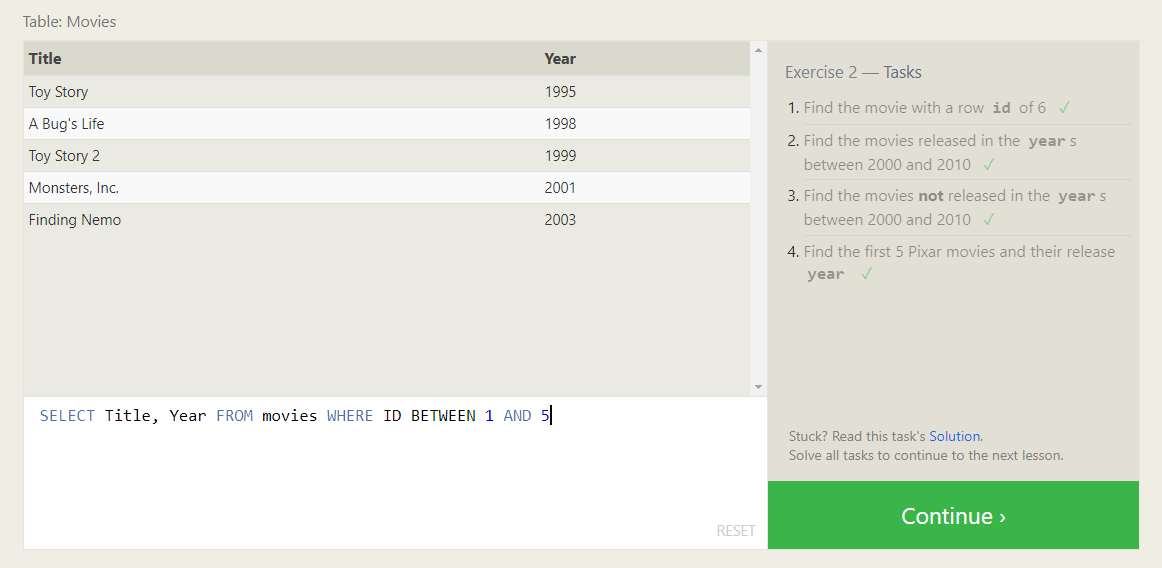 Table: Movies
Title Year
Toy Story 1995
A Bug's Life 1998
Toy Story 2 1999
Monsters, Inc. 2001
Finding Nemo 2003
SELECT Title, Year FROM movies WHERE ID BETWEEN 1 AND 5
RESET
Exercise 2 — Tasks
1. Find the movie with a row id of 6 ✓
2. Find the movies released in the year s
between 2000 and 2010 ✓
3. Find the movies not released in the year s
between 2000 and 2010 ✓
4. Find the first 5 Pixar movies and their release
year ✓
Stuck? Read this task's Solution.
Solve all tasks to continue to the next lesson.
Continue ›